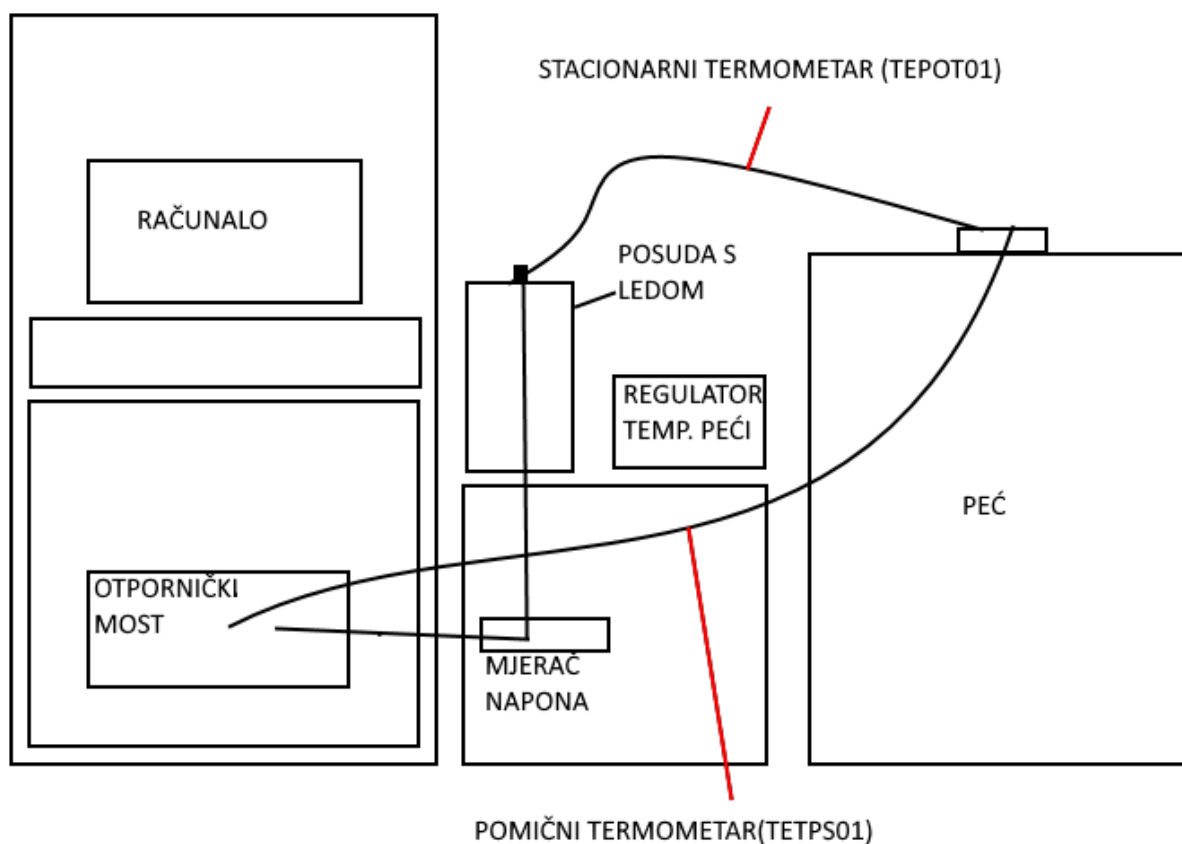 STACIONARNI TERMOMETAR (TEPOT01)
RAČUNALO
POSUDA S
LEDOM
REGULATOR
TEMP. PEĆI
PEĆ
OTPORNIČKI
MOST
MJERAČ
NAPONA
POMIČNI TERMOMETAR(TETPS01)